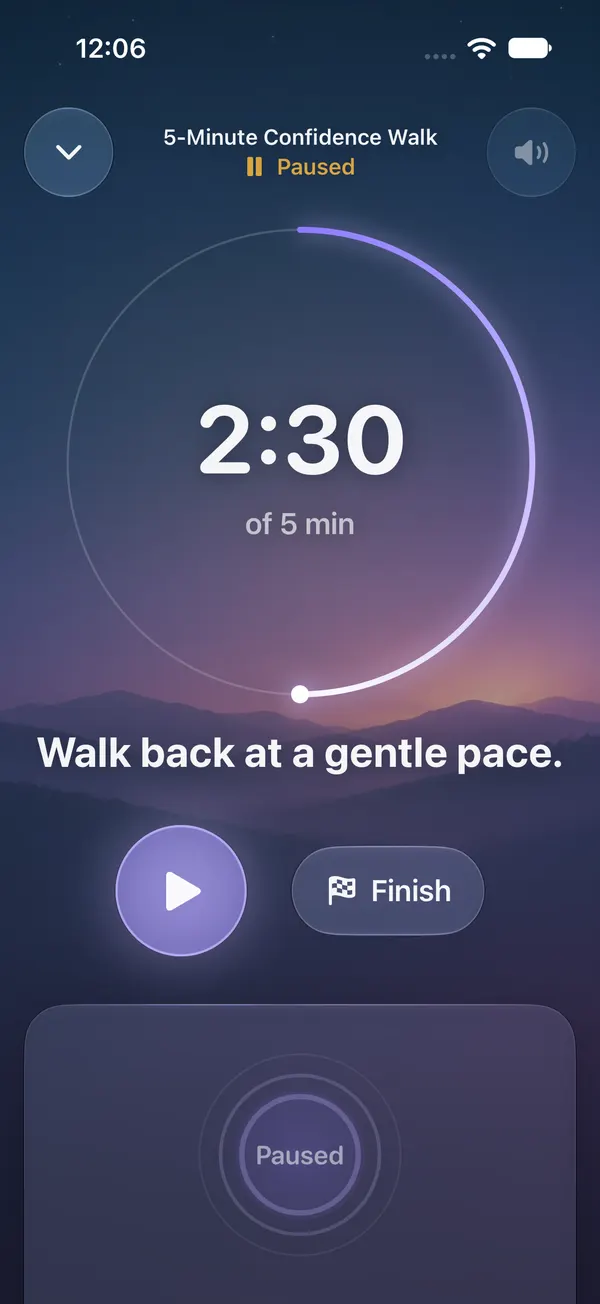 12:06
5-Minute Confidence Walk
Paused
2:30
of 5 min
Walk back at a gentle pace.
Finish
Paused